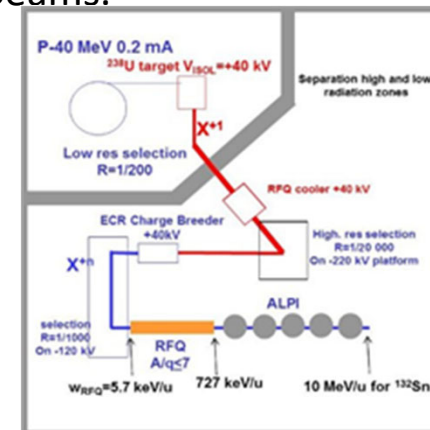 beams.
P-40 MeV 0.2 mA
²³⁸U target V_ISOL=+40 kV
Separation high and low
radiation zones
X⁺¹
Low res selection
R=1/200
RFQ cooler +40 kV
ECR Charge Breeder
+40kV
High. res selection
R=1/20 000
On -220 kV platform
X⁺ⁿ
ALPI
selection
R=1/1000
On -120 kV
RFQ
A/q≤7
w_RFQ=5.7 keV/u
727 keV/u
10 MeV/u for ¹³²Sn